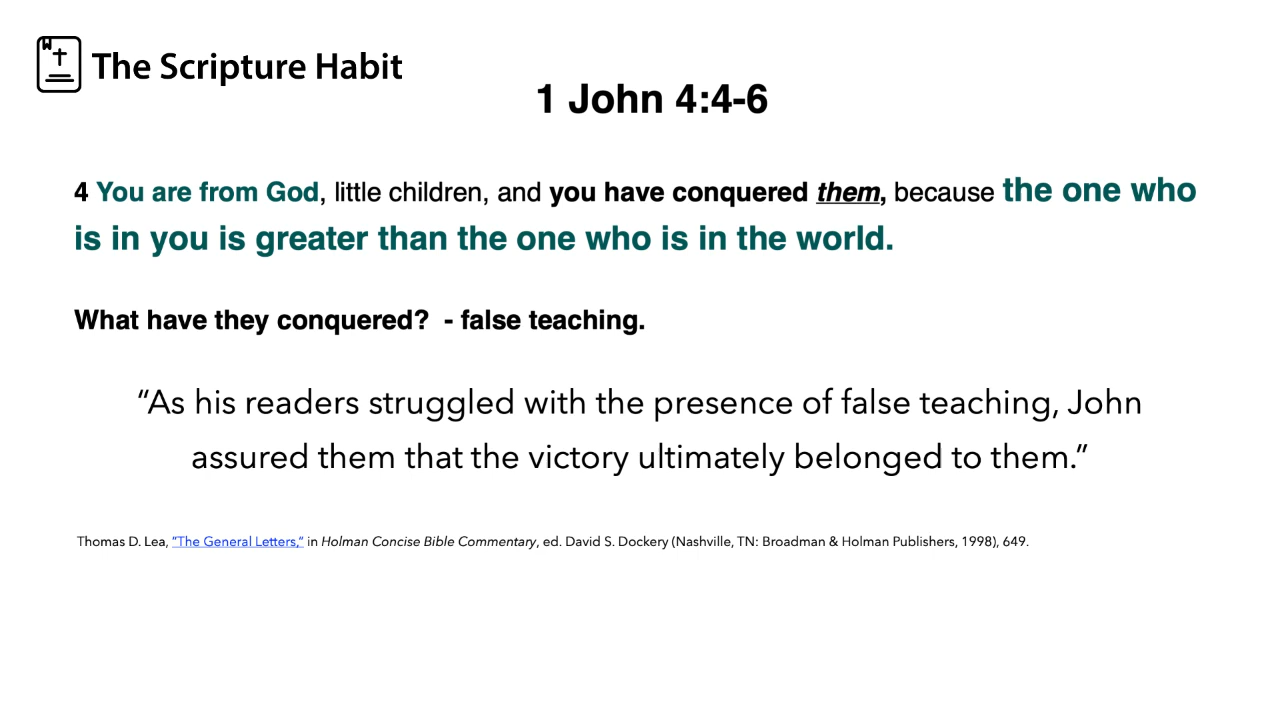 The Scripture Habit
1 John 4:4-6
4 You are from God, little children, and you have conquered them, because the one who
is in you is greater than the one who is in the world.
What have they conquered?  - false teaching.
“As his readers struggled with the presence of false teaching, John
assured them that the victory ultimately belonged to them.”
Thomas D. Lea, “The General Letters,” in Holman Concise Bible Commentary, ed. David S. Dockery (Nashville, TN: Broadman & Holman Publishers, 1998), 649.